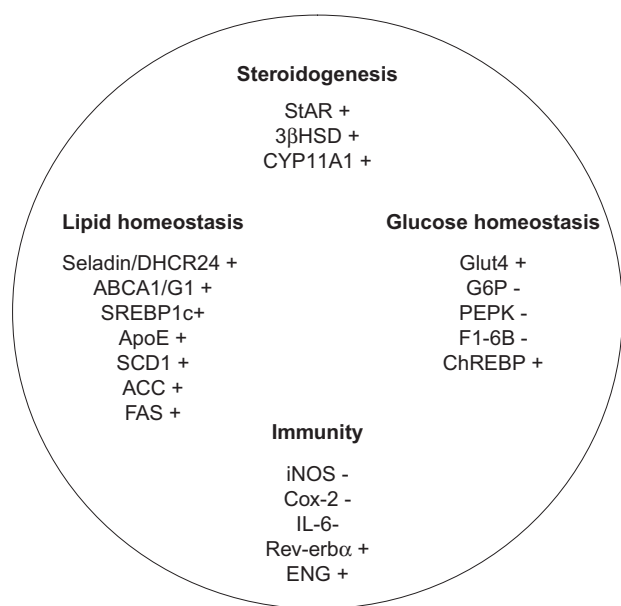 Steroidogenesis
StAR +
3βHSD +
CYP11A1 +
Lipid homeostasis
Seladin/DHCR24 +
ABCA1/G1 +
SREBP1c+
ApoE +
SCD1 +
ACC +
FAS +
Glucose homeostasis
Glut4 +
G6P -
PEPK -
F1-6B -
ChREBP +
Immunity
iNOS -
Cox-2 -
IL-6-
Rev-erbα +
ENG +